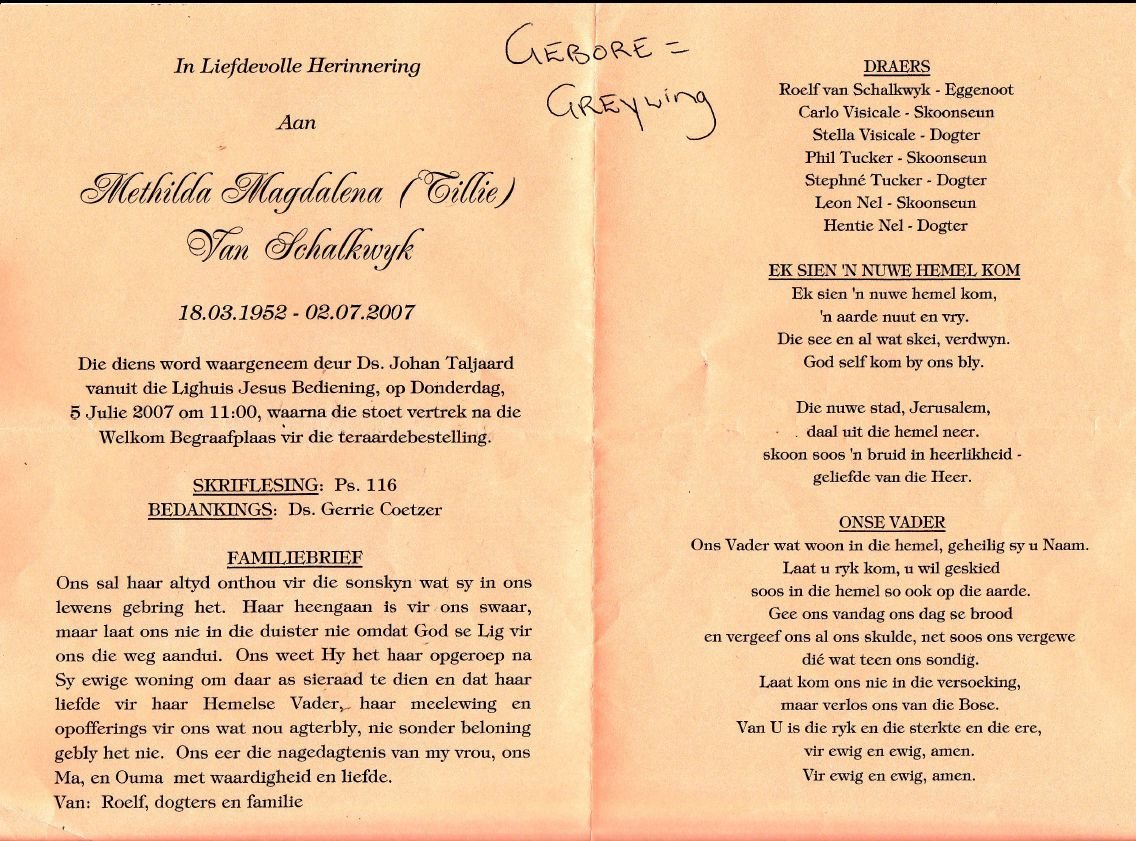 In Liefdevolle Herinnering
Aan
Methilda Magdalena (Tillie)
Van Schalkwyk
18.03.1952 - 02.07.2007
Die diens word waargeneem deur Ds. Johan Taljaard
vanuit die Lighuis Jesus Bediening, op Donderdag,
5 Julie 2007 om 11:00, waarna die stoet vertrek na die
Welkom Begraafplaas vir die teraardebestelling.
SKRIFLESING: Ps. 116
BEDANKINGS: Ds. Gerrie Coetzer
FAMILIEBRIEF
Ons sal haar altyd onthou vir die sonskyn wat sy in ons
lewens gebring het. Haar heengaan is vir ons swaar,
maar laat ons nie in die duister nie omdat God se Lig vir
ons die weg aandui. Ons weet Hy het haar opgeroep na
Sy ewige woning om daar as sieraad te dien en dat haar
liefde vir haar Hemelse Vader, haar meelewing en
opofferings vir ons wat nou agterbly, nie sonder beloning
gebly het nie. Ons eer die nagedagtenis van my vrou, ons
Ma, en Ouma met waardigheid en liefde.
Van: Roelf, dogters en familie
GEBORE =
GREYwing
DRAERS
Roelf van Schalkwyk - Eggenoot
Carlo Visicale - Skoonseun
Stella Visicale - Dogter
Phil Tucker - Skoonseun
Stephné Tucker - Dogter
Leon Nel - Skoonseun
Hentie Nel - Dogter
EK SIEN 'N NUWE HEMEL KOM
Ek sien 'n nuwe hemel kom,
'n aarde nuut en vry.
Die see en al wat skei, verdwyn.
God self kom by ons bly.
Die nuwe stad, Jerusalem,
daal uit die hemel neer.
skoon soos 'n bruid in heerlikheid -
geliefde van die Heer.
ONSE VADER
Ons Vader wat woon in die hemel, geheilig sy u Naam.
Laat u ryk kom, u wil geskied
soos in die hemel so ook op die aarde.
Gee ons vandag ons dag se brood
en vergeef ons al ons skulde, net soos ons vergewe
dié wat teen ons sondig.
Laat kom ons nie in die versoeking,
maar verlos ons van die Bose.
Van U is die ryk en die sterkte en die ere,
vir ewig en ewig, amen.
Vir ewig en ewig, amen.